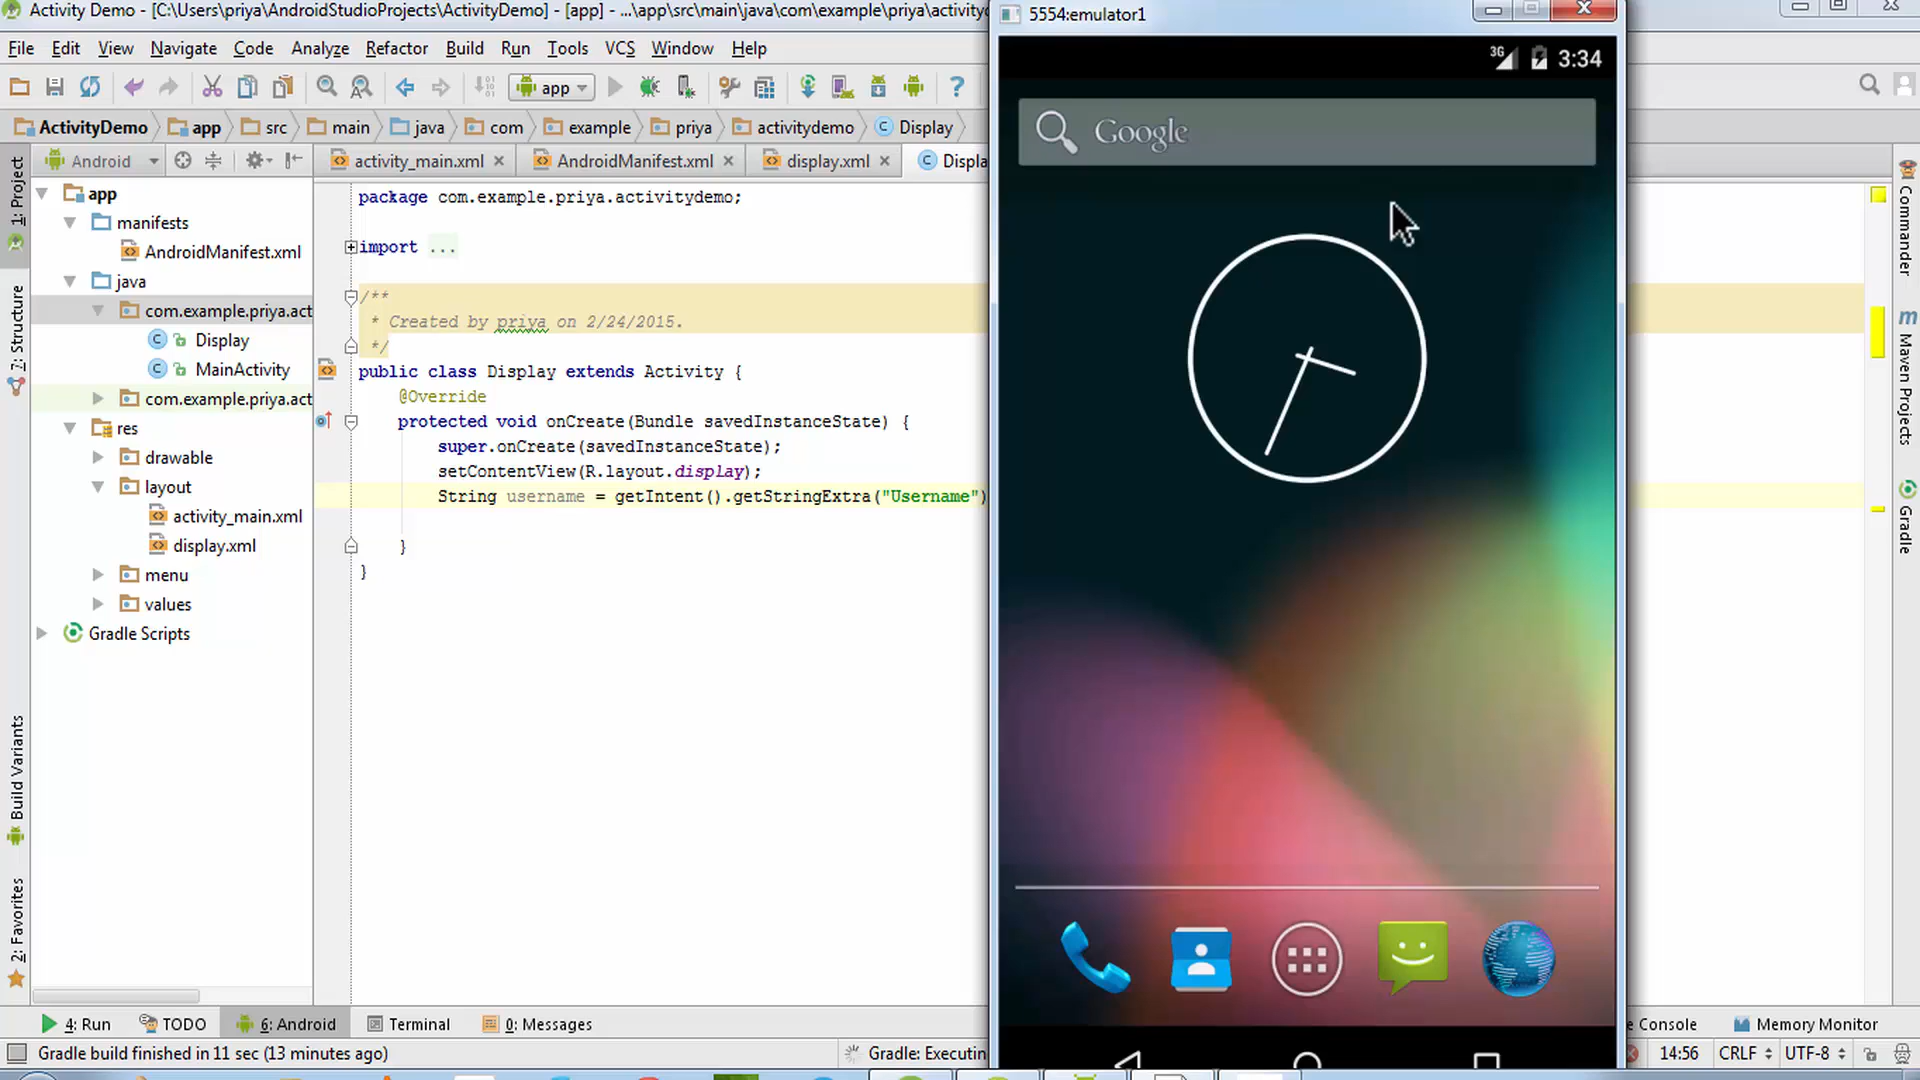 Activity Demo - [C:\Users\priya\AndroidStudioProjects\ActivityDemo] - [app] - ...\app\src\main\java\com\example\priya\activityd
5554:emulator1
File Edit View Navigate Code Analyze Refactor Build Run Tools VCS Window Help
3G 3:34
app
ActivityDemo app src main java com example priya activitydemo Display
Google
Android
activity_main.xml
AndroidManifest.xml
display.xml
Displa
1: Project
7: Structure
Build Variants
2: Favorites
app
manifests
AndroidManifest.xml
java
com.example.priya.act
Display
MainActivity
com.example.priya.act
res
drawable
layout
activity_main.xml
display.xml
menu
values
Gradle Scripts
package com.example.priya.activitydemo;
import ...
/**
* Created by priya on 2/24/2015.
*/
public class Display extends Activity {
@Override
protected void onCreate(Bundle savedInstanceState) {
super.onCreate(savedInstanceState);
setContentView(R.layout.display);
String username = getIntent().getStringExtra("Username")
}
}
Commander
m Maven Projects
Gradle
4: Run TODO 6: Android Terminal 0: Messages
e Console Memory Monitor
Gradle build finished in 11 sec (13 minutes ago)
Gradle: Executin
14:56 CRLF UTF-8